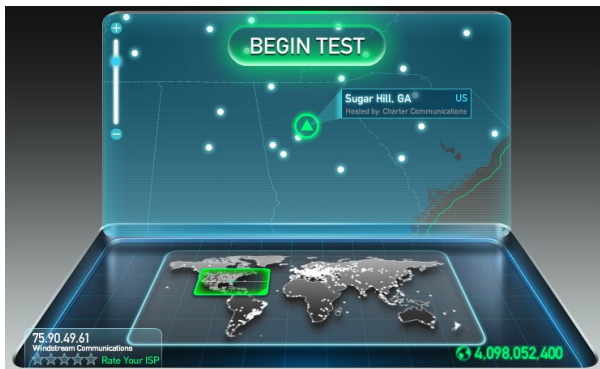 BEGIN TEST
Sugar Hill, GA US
Hosted by: Charter Communications
75.90.49.61
Windstream Communications
Rate Your ISP
4,098,052,400